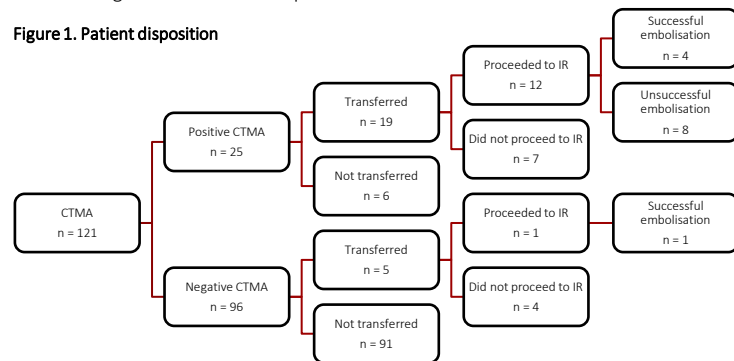 Figure 1. Patient disposition
CTMA
n = 121
Positive CTMA
n = 25
Transferred
n = 19
Proceeded to IR
n = 12
Successful
embolisation
n = 4
Unsuccessful
embolisation
n = 8
Did not proceed to IR
n = 7
Not transferred
n = 6
Negative CTMA
n = 96
Transferred
n = 5
Proceeded to IR
n = 1
Successful
embolisation
n = 1
Did not proceed to IR
n = 4
Not transferred
n = 91